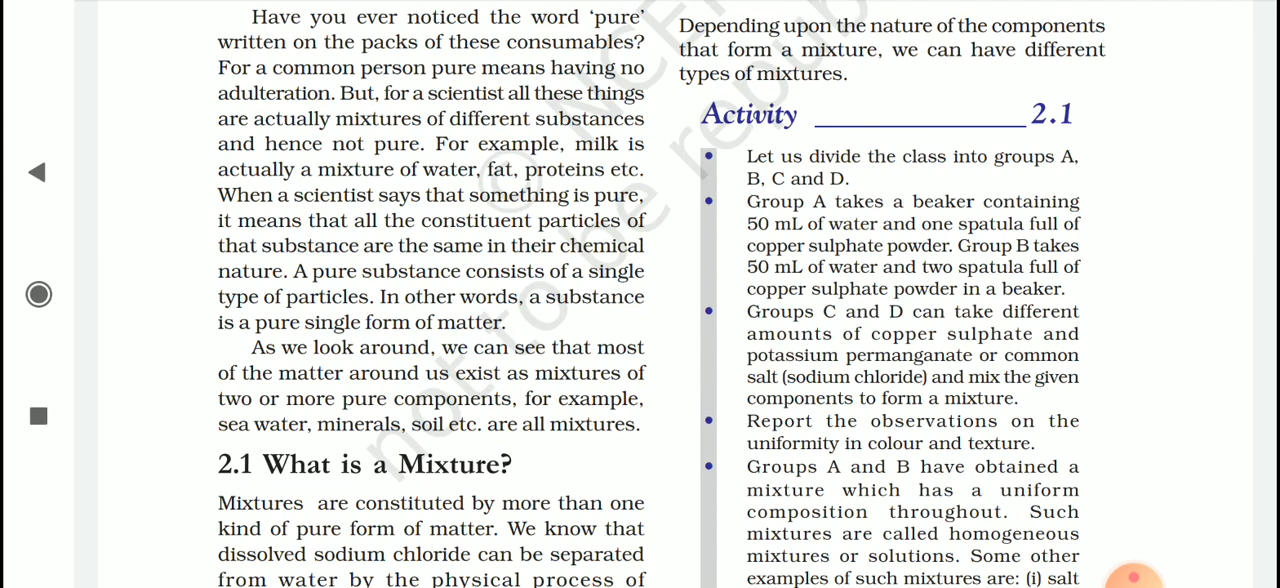 Have you ever noticed the word ‘pure’
written on the packs of these consumables?
For a common person pure means having no
adulteration. But, for a scientist all these things
are actually mixtures of different substances
and hence not pure. For example, milk is
actually a mixture of water, fat, proteins etc.
When a scientist says that something is pure,
it means that all the constituent particles of
that substance are the same in their chemical
nature. A pure substance consists of a single
type of particles. In other words, a substance
is a pure single form of matter.
As we look around, we can see that most
of the matter around us exist as mixtures of
two or more pure components, for example,
sea water, minerals, soil etc. are all mixtures.
2.1 What is a Mixture?
Mixtures are constituted by more than one
kind of pure form of matter. We know that
dissolved sodium chloride can be separated
from water by the physical process of
Depending upon the nature of the components
that form a mixture, we can have different
types of mixtures.
Activity ______________ 2.1
• Let us divide the class into groups A,
B, C and D.
• Group A takes a beaker containing
50 mL of water and one spatula full of
copper sulphate powder. Group B takes
50 mL of water and two spatula full of
copper sulphate powder in a beaker.
• Groups C and D can take different
amounts of copper sulphate and
potassium permanganate or common
salt (sodium chloride) and mix the given
components to form a mixture.
• Report the observations on the
uniformity in colour and texture.
• Groups A and B have obtained a
mixture which has a uniform
composition throughout. Such
mixtures are called homogeneous
mixtures or solutions. Some other
examples of such mixtures are: (i) salt
© NCE
not to be repub